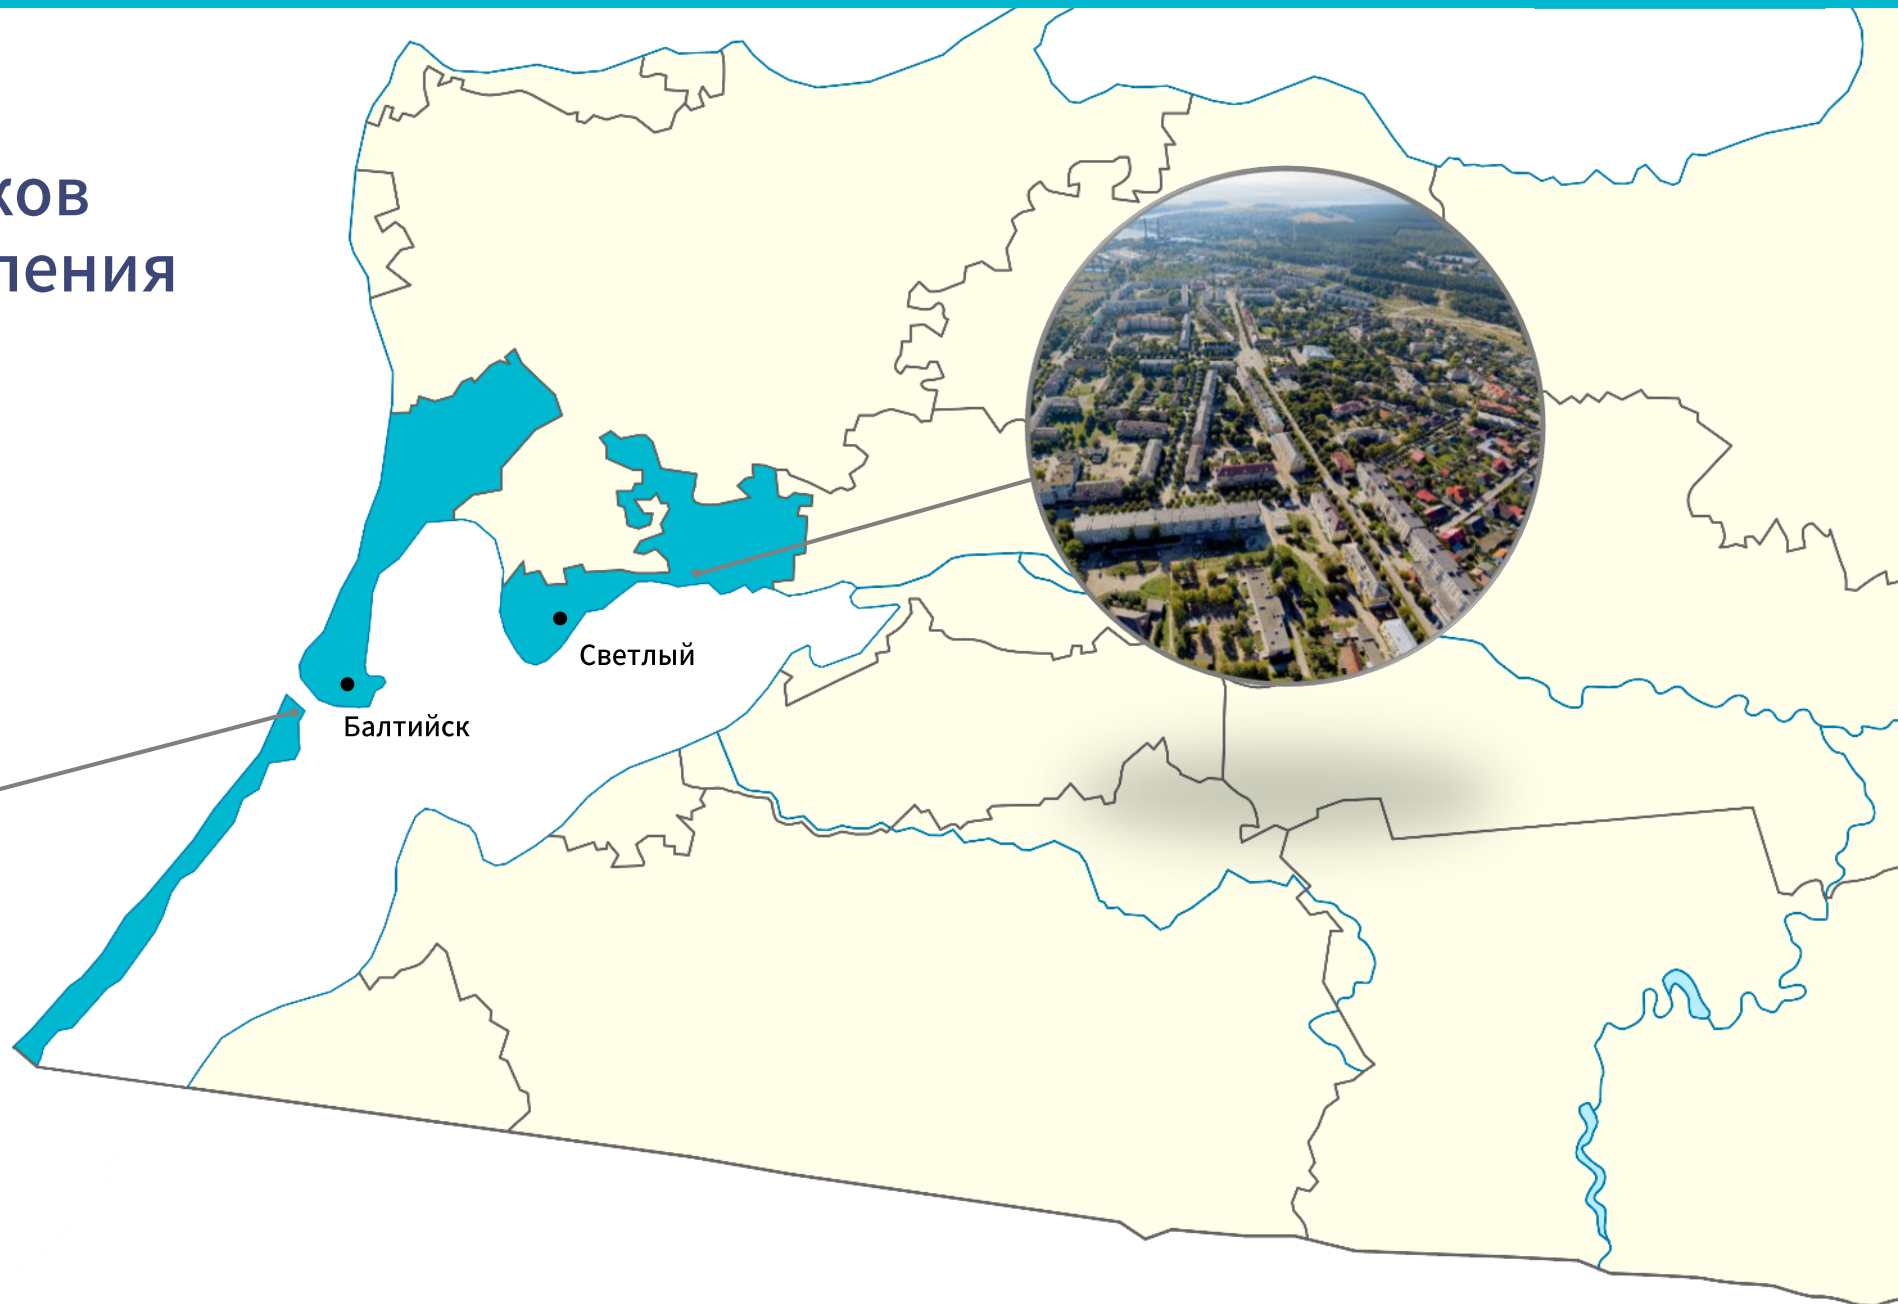 ков
ления
Светлый
Балтийск